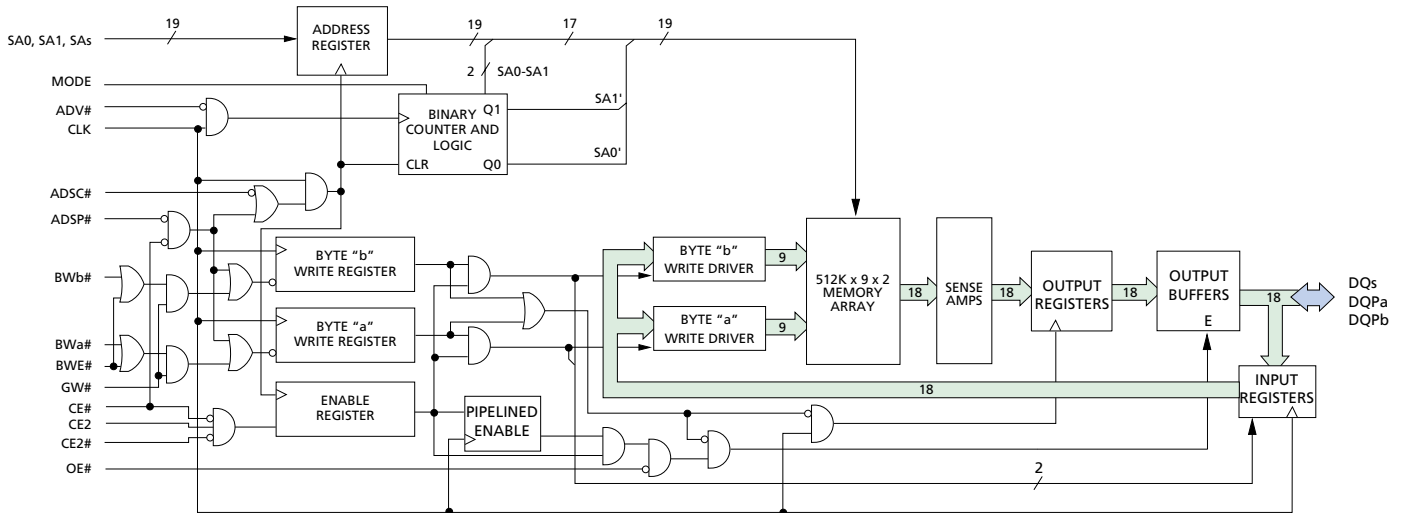 19
ADDRESS
REGISTER
19
17
19
SA0, SA1, SAs
2
SA0-SA1
MODE
ADV#
CLK
BINARY
COUNTER AND
LOGIC
Q1
SA1'
CLR
Q0
SA0'
ADSC#
ADSP#
BYTE “b”
WRITE REGISTER
BYTE “b”
WRITE DRIVER
9
512K x 9 x 2
MEMORY
ARRAY
18
SENSE
AMPS
18
OUTPUT
REGISTERS
18
OUTPUT
BUFFERS
E
18
DQs
DQPa
DQPb
BWb#
BYTE “a”
WRITE REGISTER
BYTE “a”
WRITE DRIVER
9
BWa#
BWE#
GW#
CE#
CE2
CE2#
OE#
ENABLE
REGISTER
PIPELINED
ENABLE
18
INPUT
REGISTERS
2